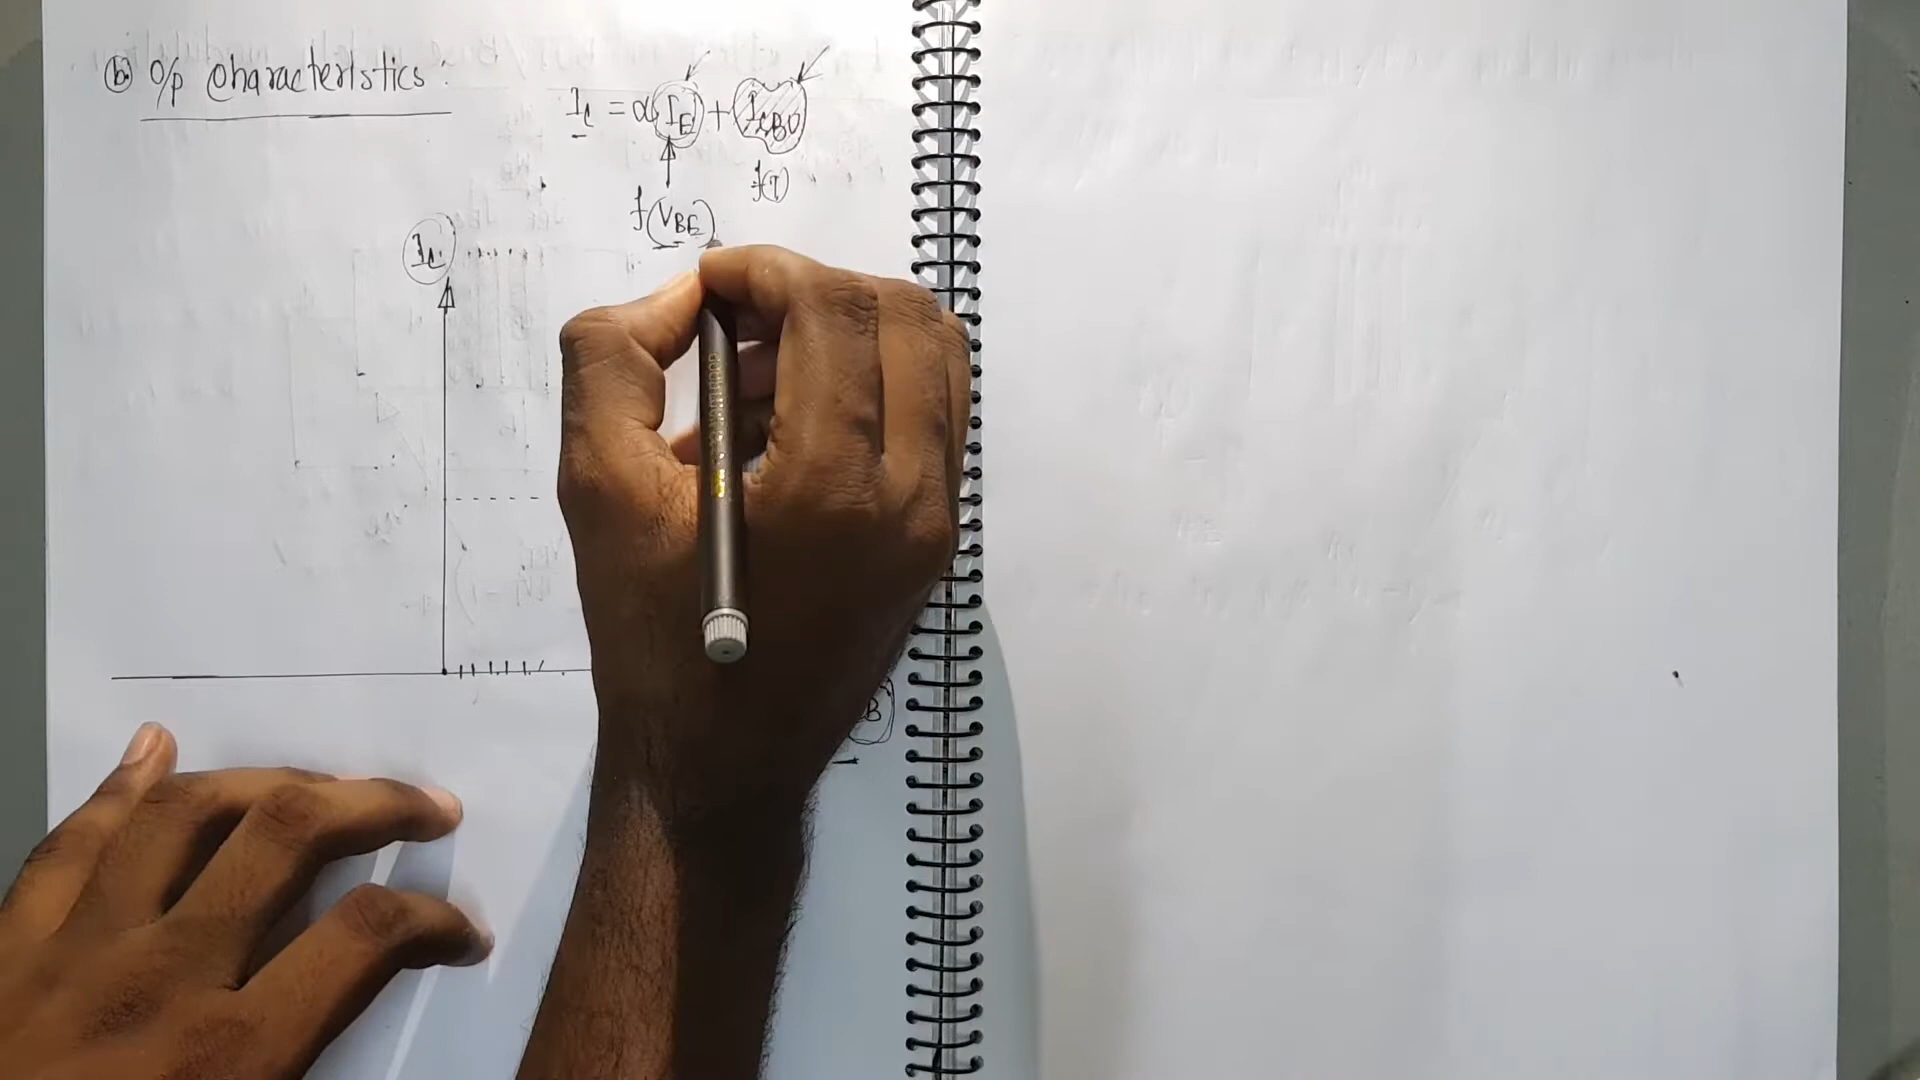 (b) O/p Characteristics:
I_C = α I_E + I_CBO
f(T)
f(V_BE)
I_C